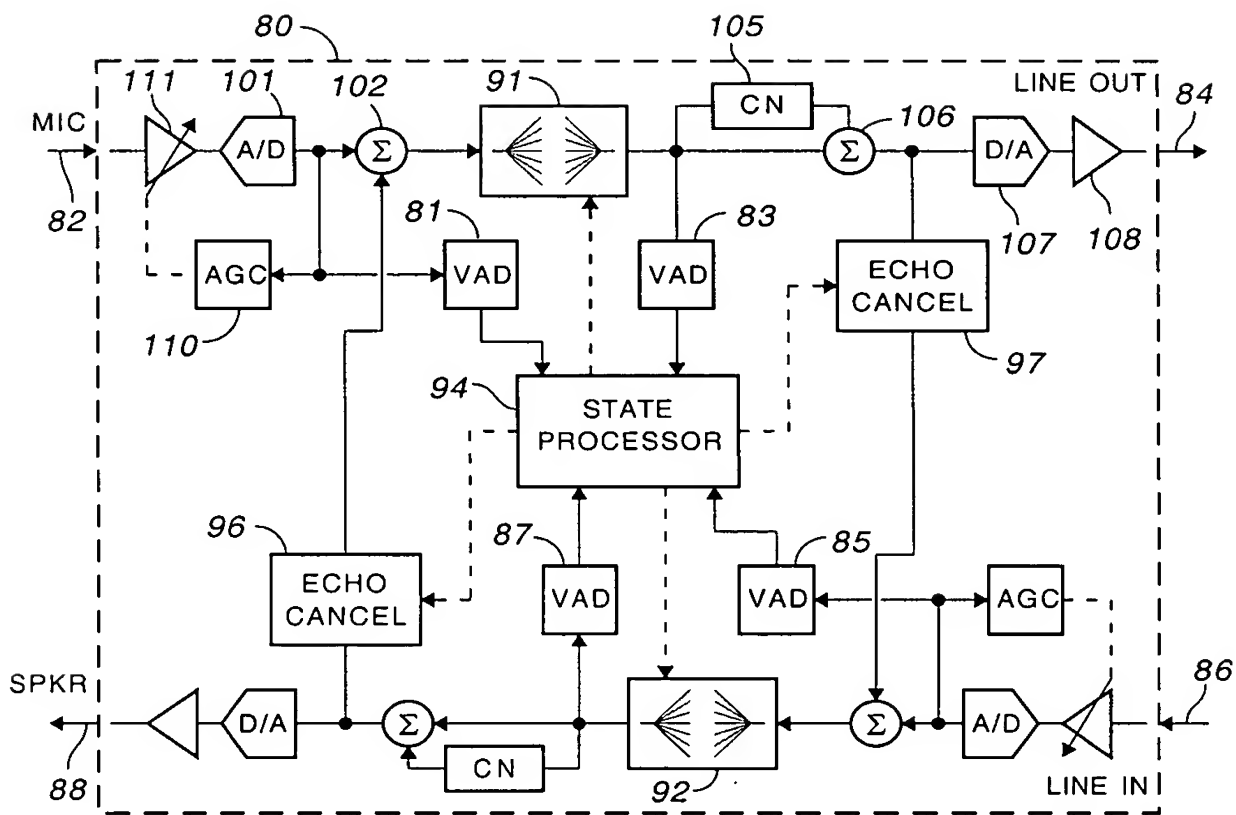 80
105
111
101
102
91
LINE OUT
84
MIC
A/D
Σ
CN
106
Σ
D/A
82
81
83
107
108
AGC
VAD
VAD
ECHO
CANCEL
110
97
94
STATE
PROCESSOR
96
87
85
ECHO
CANCEL
VAD
VAD
AGC
SPKR
86
D/A
Σ
Σ
A/D
88
CN
92
LINE IN